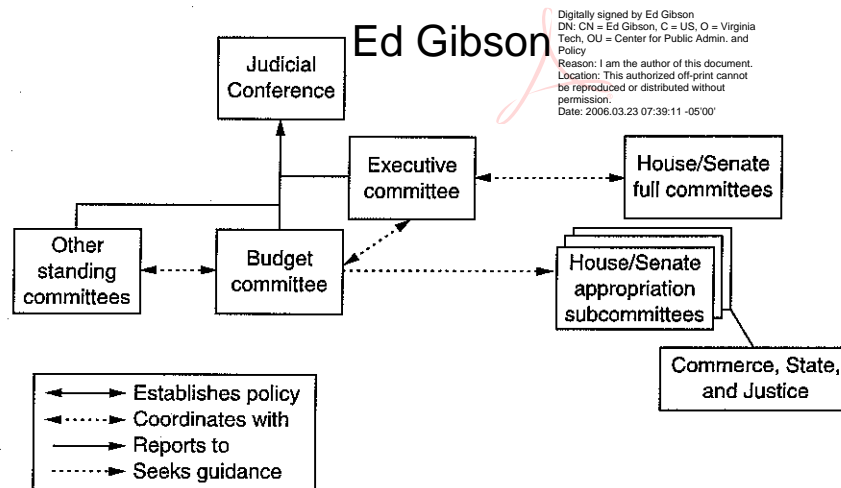 Ed Gibson
Digitally signed by Ed Gibson
DN: CN = Ed Gibson, C = US, O = Virginia
Tech, OU = Center for Public Admin. and
Policy
Reason: I am the author of this document.
Location: This authorized off-print cannot
be reproduced or distributed without
permission.
Date: 2006.03.23 07:39:11 -05'00'
Judicial
Conference
Executive
committee
House/Senate
full committees
Other
standing
committees
Budget
committee
House/Senate
appropriation
subcommittees
Commerce, State,
and Justice
Establishes policy
Coordinates with
Reports to
Seeks guidance